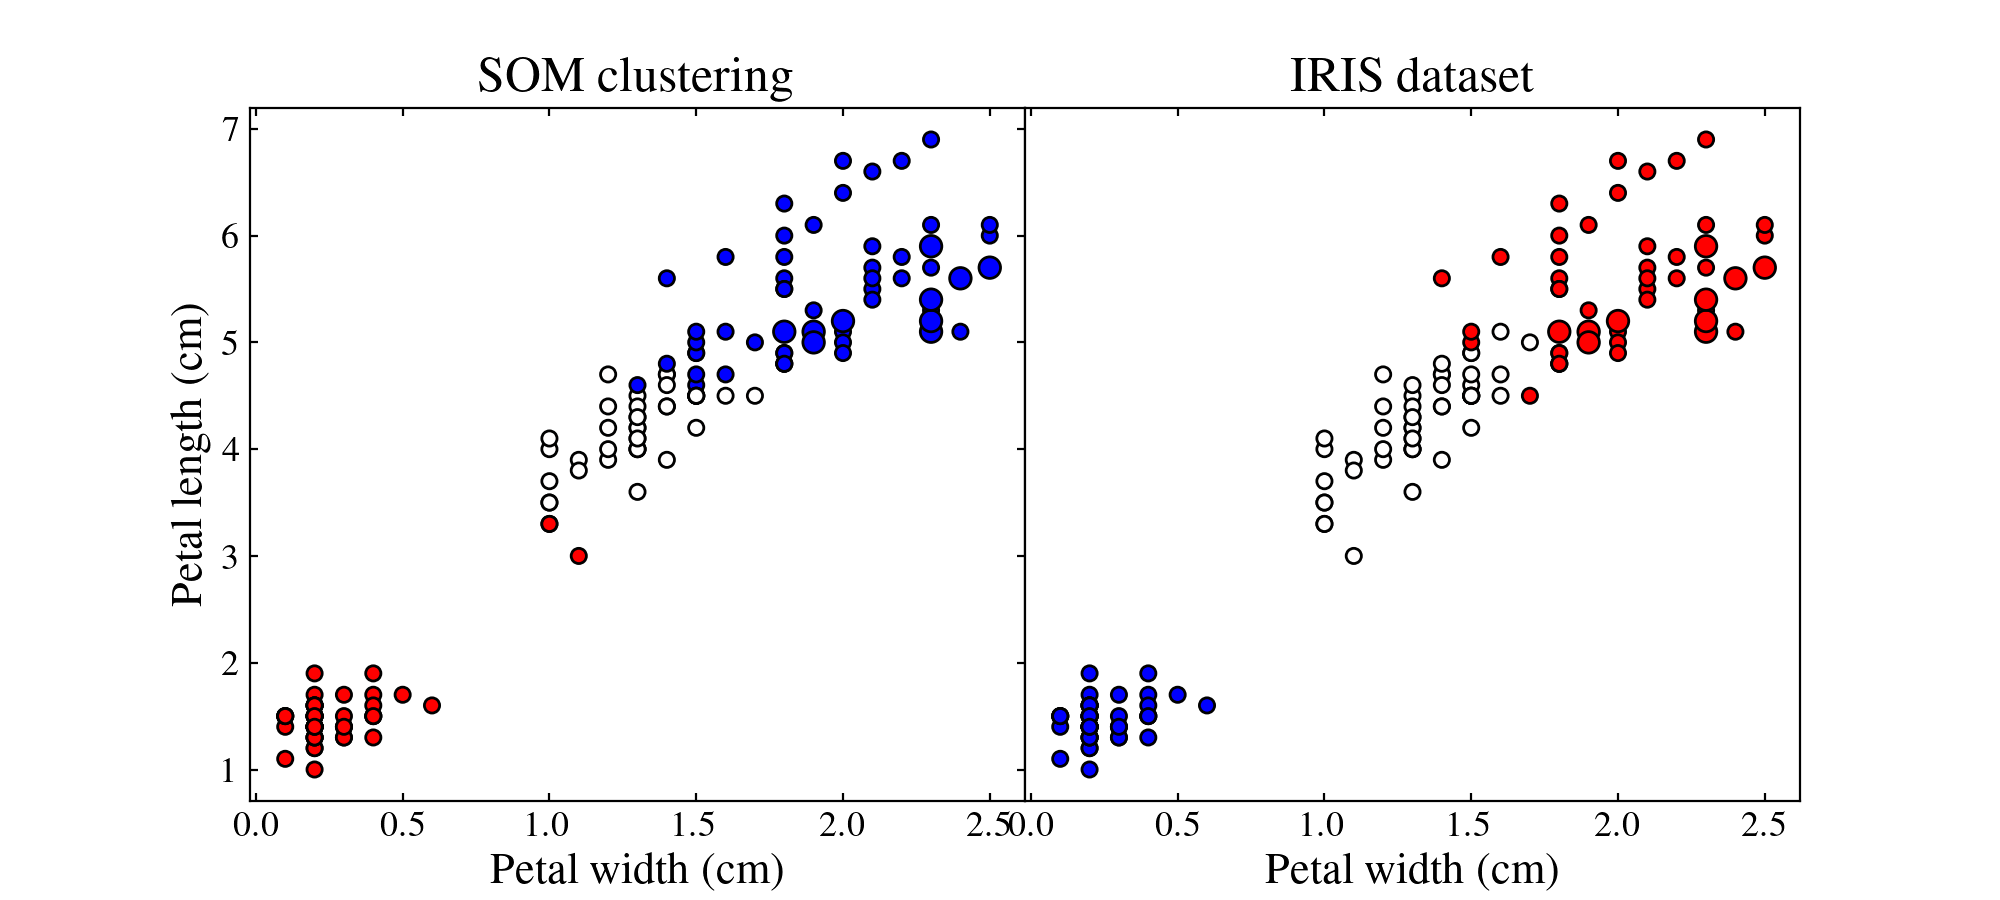 SOM clustering
IRIS dataset
7
6
5
4
3
2
1
Petal length (cm)
0.0 0.5 1.0 1.5 2.0 2.5
0.0 0.5 1.0 1.5 2.0 2.5
Petal width (cm)
Petal width (cm)